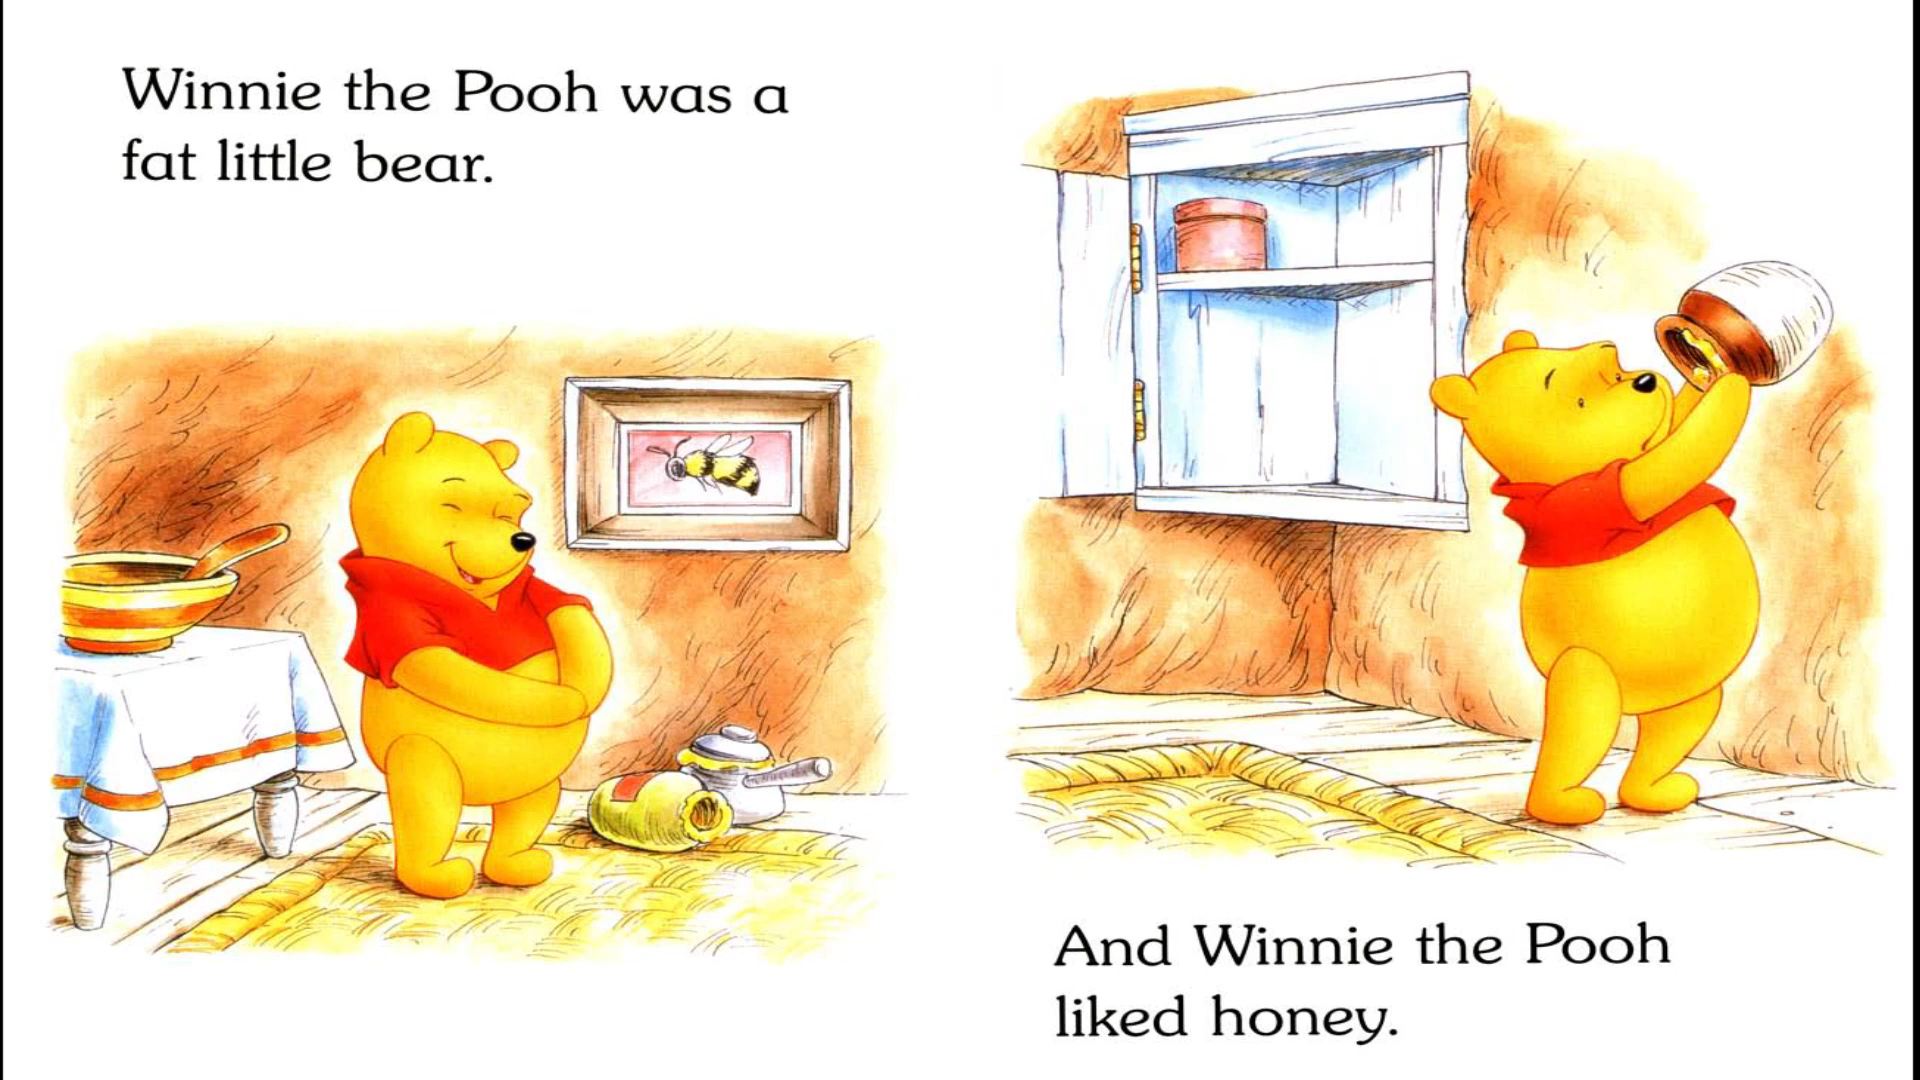 Winnie the Pooh was a
fat little bear.
And Winnie the Pooh
liked honey.